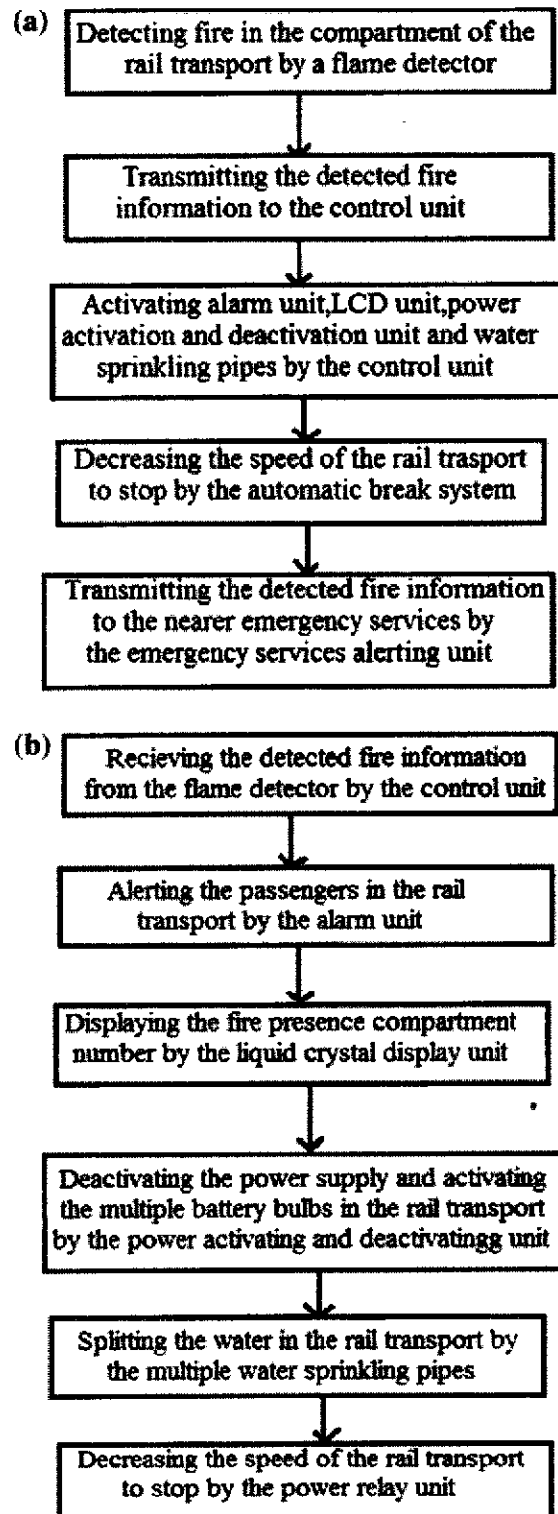 (a)
Detecting fire in the compartment of the
rail transport by a flame detector
Transmitting the detected fire
information to the control unit
Activating alarm unit,LCD unit,power
activation and deactivation unit and water
sprinkling pipes by the control unit
Decreasing the speed of the rail trasport
to stop by the automatic break system
Transmitting the detected fire information
to the nearer emergency services by
the emergency services alerting unit
(b)
Recieving the detected fire information
from the flame detector by the control unit
Alerting the passengers in the rail
transport by the alarm unit
Displaying the fire presence compartment
number by the liquid crystal display unit
Deactivating the power supply and activating
the multiple battery bulbs in the rail transport
by the power activating and deactivatingg unit
Splitting the water in the rail transport by
the multiple water sprinkling pipes
Decreasing the speed of the rail transport
to stop by the power relay unit